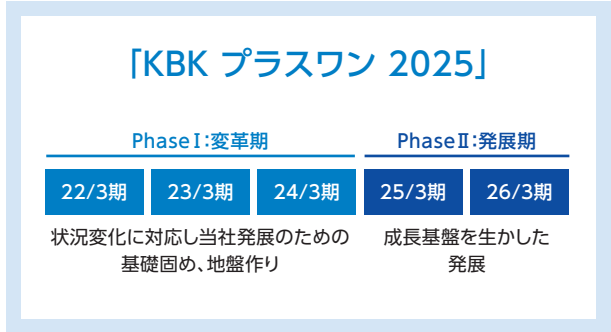 「KBK プラスワン 2025」
PhaseⅠ:変革期
PhaseⅡ:発展期
22/3期 23/3期 24/3期 25/3期 26/3期
状況変化に対応し当社発展のための
基礎固め、地盤作り
成長基盤を生かした
発展